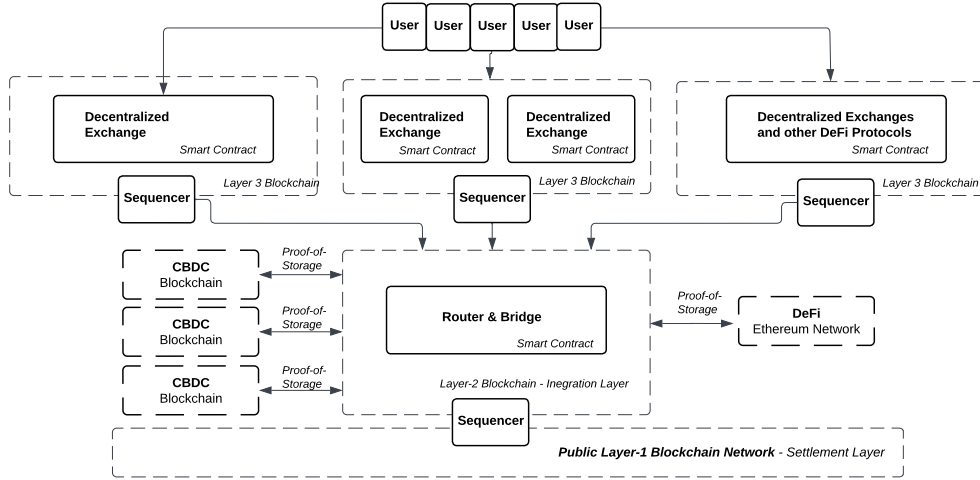 User User User User User
Decentralized
Exchange
Smart Contract
Decentralized
Exchange
Smart Contract
Decentralized
Exchange
Smart Contract
Decentralized Exchanges
and other DeFi Protocols
Smart Contract
Layer 3 Blockchain
Layer 3 Blockchain
Layer 3 Blockchain
Sequencer
Sequencer
Sequencer
CBDC
Blockchain
Proof-of-
Storage
CBDC
Blockchain
Proof-of-
Storage
CBDC
Blockchain
Proof-of-
Storage
Router & Bridge
Smart Contract
Layer-2 Blockchain - Inegration Layer
Proof-of-
Storage
DeFi
Ethereum Network
Sequencer
Public Layer-1 Blockchain Network - Settlement Layer